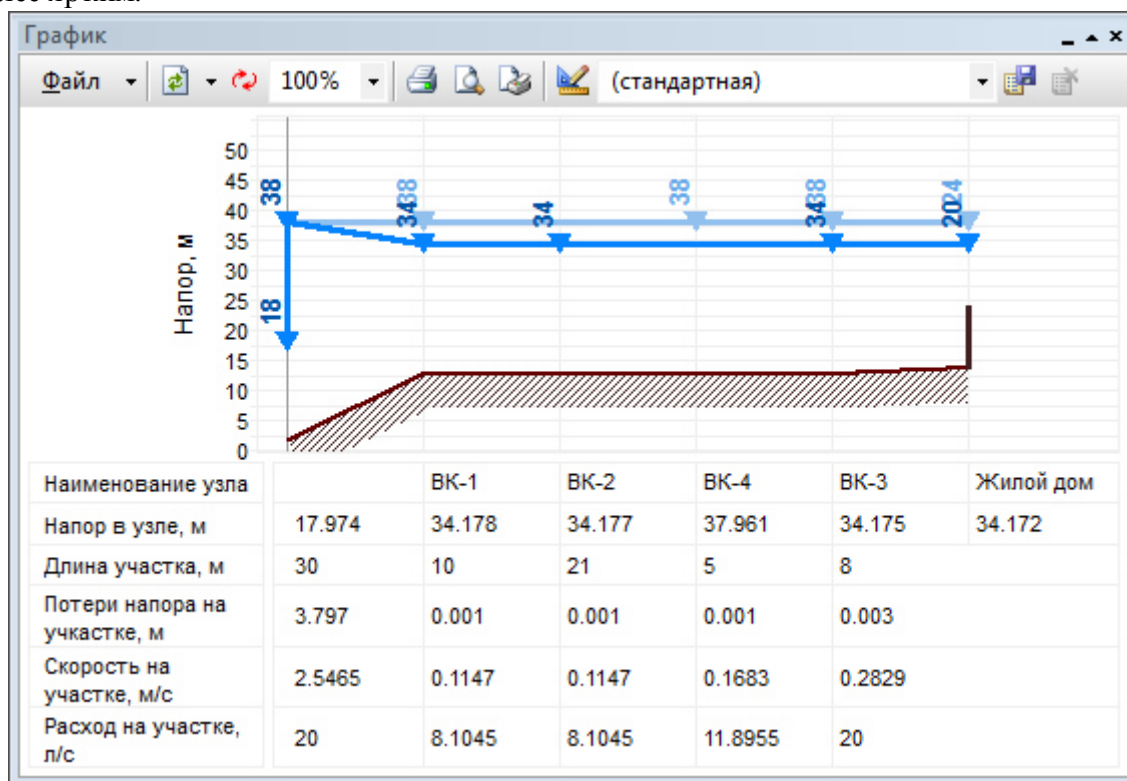 График
Файл 100% (стандартная)
Напор, м
50
45
40
35
30
25
20
15
10
5
0
38 38 38 38 24
34 34 34 20
18
Наименование узла ВК-1 ВК-2 ВК-4 ВК-3 Жилой дом
Напор в узле, м 17.974 34.178 34.177 37.961 34.175 34.172
Длина участка, м 30 10 21 5 8
Потери напора на
учкастке, м 3.797 0.001 0.001 0.001 0.003
Скорость на
участке, м/с 2.5465 0.1147 0.1147 0.1683 0.2829
Расход на участке,
л/с 20 8.1045 8.1045 11.8955 20